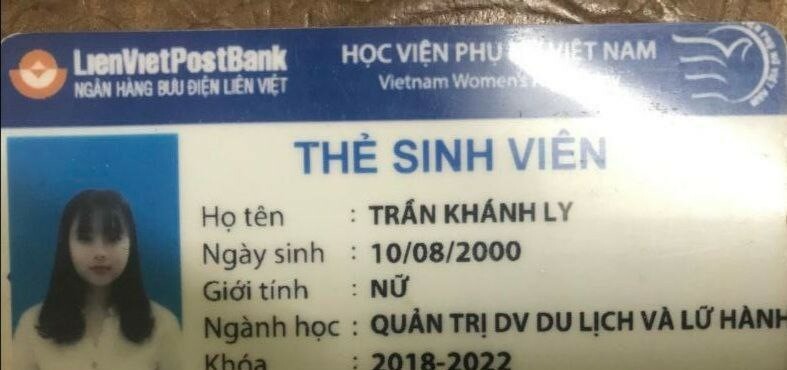 LienVietPostBank
NGÂN HÀNG BƯU ĐIỆN LIÊN VIỆT
HỌC VIỆN PHỤ VIỆT NAM
Vietnam Women's
THẺ SINH VIÊN
Họ tên : TRẦN KHÁNH LY
Ngày sinh : 10/08/2000
Giới tính : NỮ
Ngành học : QUẢN TRỊ DV DU LỊCH VÀ LỮ HÀNH
Khóa : 2018-2022